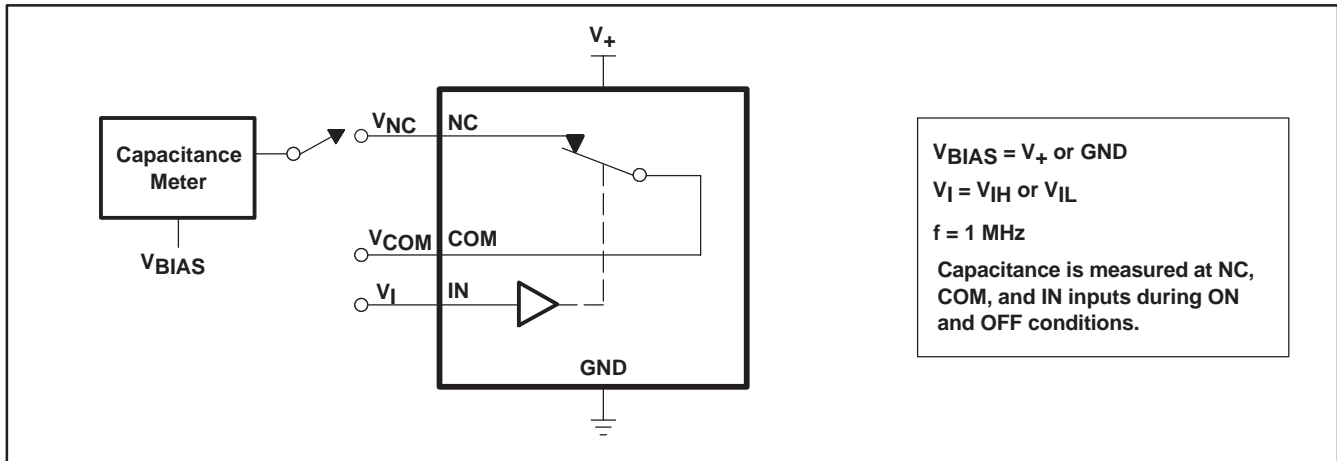 V+
VNC NC
Capacitance
Meter
VBIAS
VCOM COM
VI IN
GND
VBIAS = V+ or GND
VI = VIH or VIL
f = 1 MHz
Capacitance is measured at NC,
COM, and IN inputs during ON
and OFF conditions.